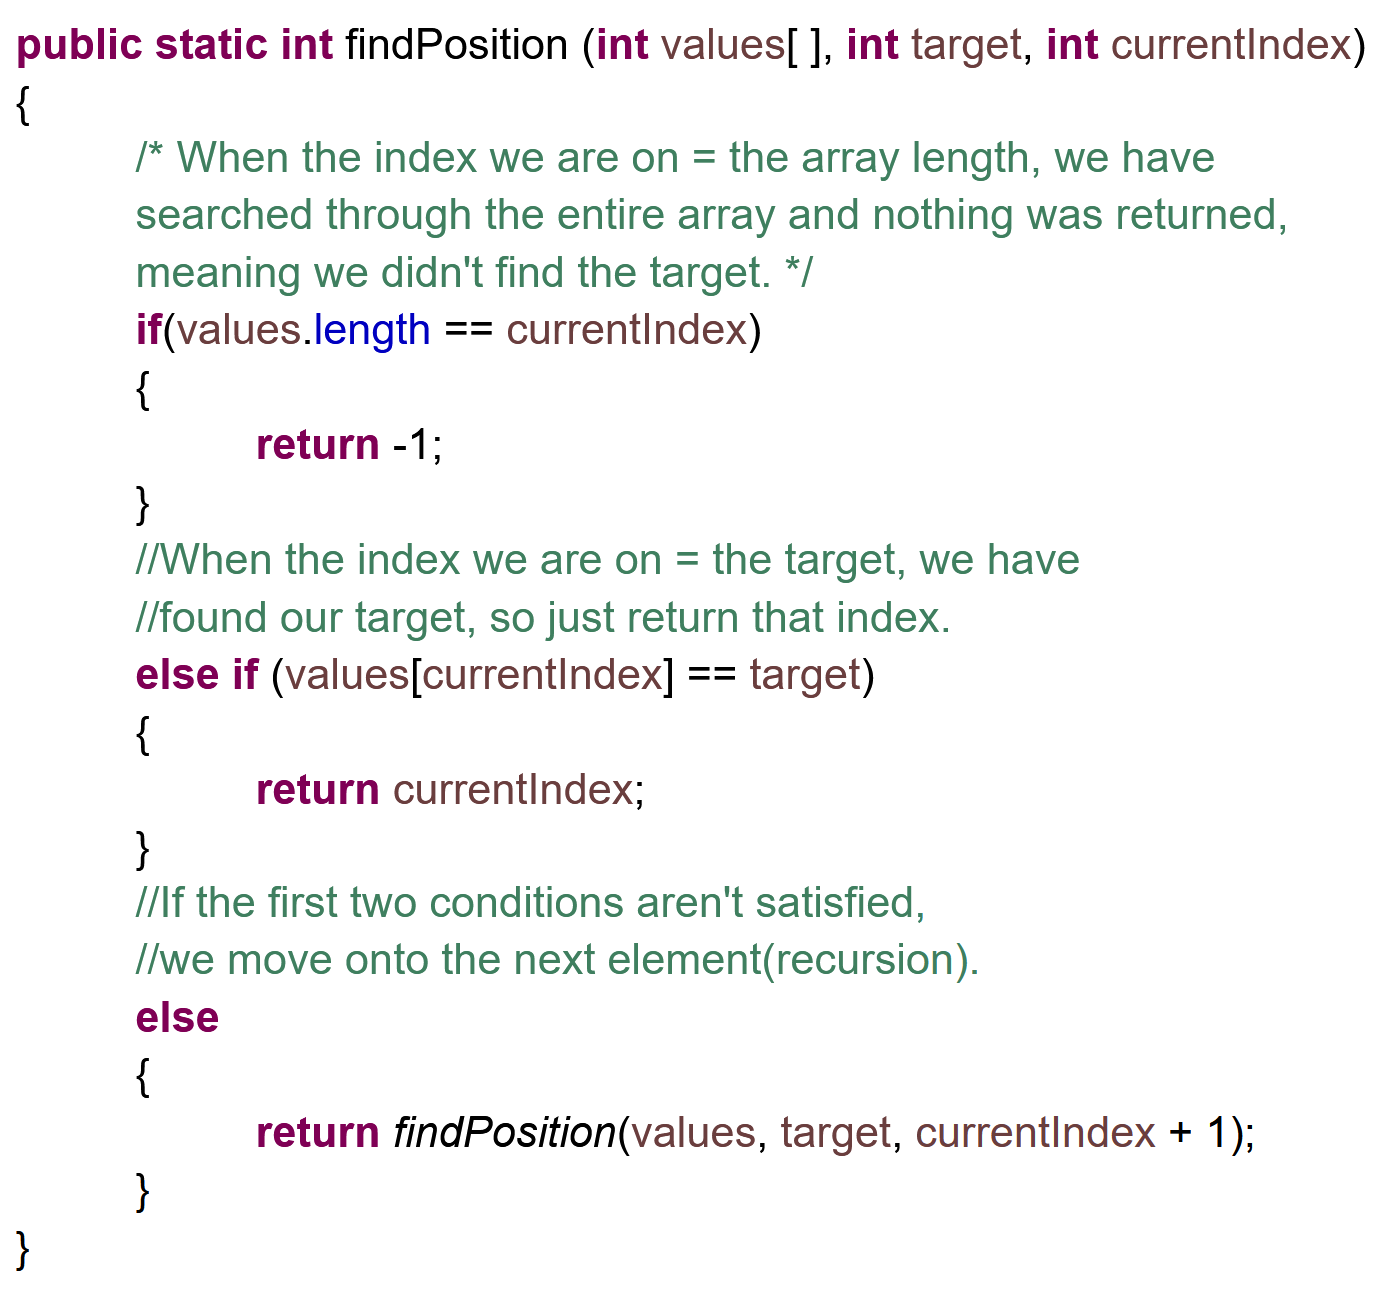 public static int findPosition (int values[ ], int target, int currentIndex)
{
/* When the index we are on = the array length, we have
searched through the entire array and nothing was returned,
meaning we didn't find the target. */
if(values.length == currentIndex)
{
return -1;
}
//When the index we are on = the target, we have
//found our target, so just return that index.
else if (values[currentIndex] == target)
{
return currentIndex;
}
//If the first two conditions aren't satisfied,
//we move onto the next element(recursion).
else
{
return findPosition(values, target, currentIndex + 1);
}
}